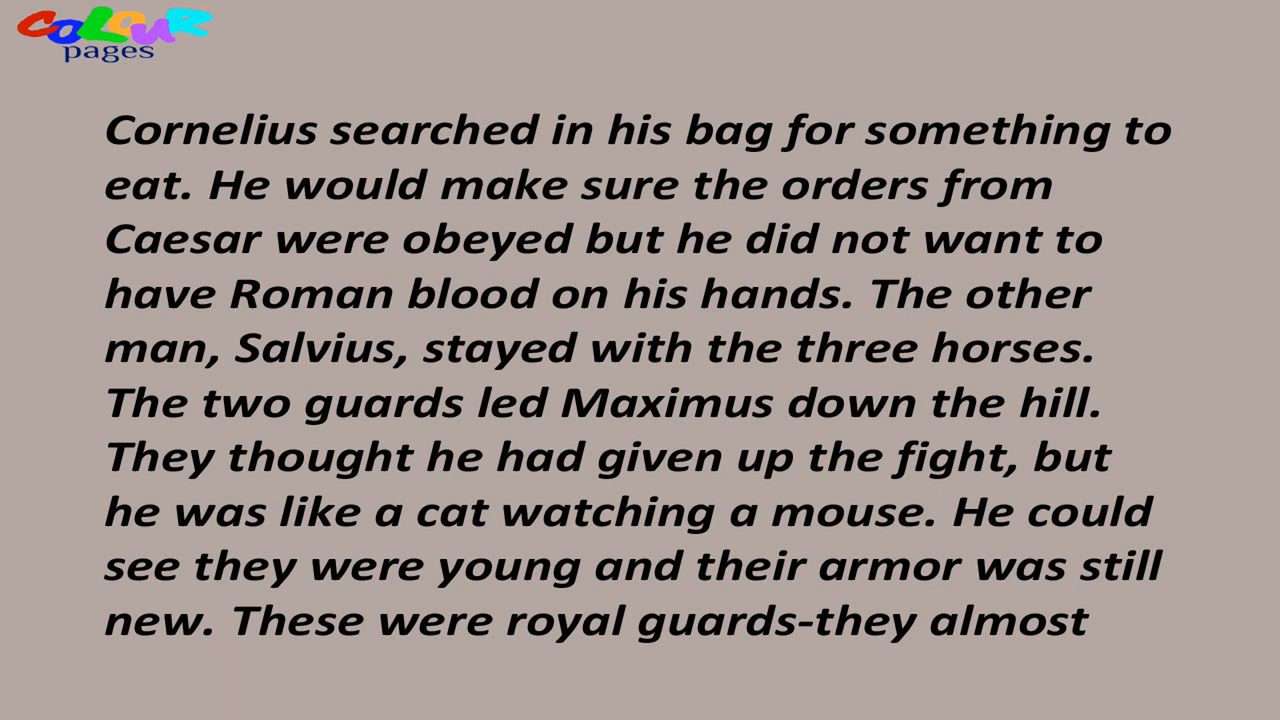 COLOUR
pages
Cornelius searched in his bag for something to
eat. He would make sure the orders from
Caesar were obeyed but he did not want to
have Roman blood on his hands. The other
man, Salvius, stayed with the three horses.
The two guards led Maximus down the hill.
They thought he had given up the fight, but
he was like a cat watching a mouse. He could
see they were young and their armor was still
new. These were royal guards-they almost